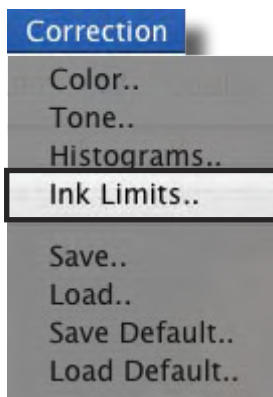 Correction
Color..
Tone..
Histograms..
Ink Limits..
Save..
Load..
Save Default..
Load Default..